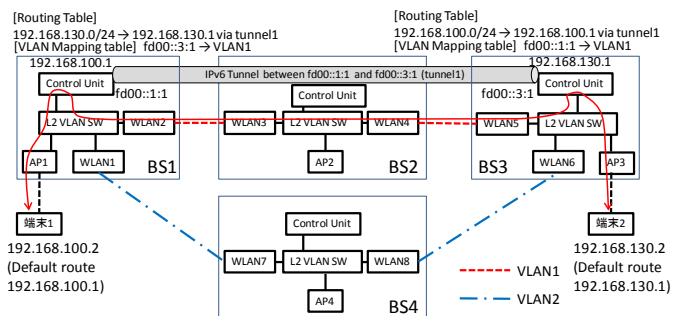 [Routing Table]
192.168.130.0/24 → 192.168.130.1 via tunnel1
[VLAN Mapping table] fd00::3:1 → VLAN1
192.168.100.1
[Routing Table]
192.168.100.0/24 → 192.168.100.1 via tunnel1
[VLAN Mapping table] fd00::1:1 → VLAN1
192.168.130.1
Control Unit
IPv6 Tunnel between fd00::1:1 and fd00::3:1 (tunnel1)
Control Unit
fd00::1:1
Control Unit
fd00::3:1
L2 VLAN SW
WLAN2
WLAN3
L2 VLAN SW
WLAN4
WLAN5
L2 VLAN SW
AP1
WLAN1
BS1
AP2
BS2
BS3
WLAN6
AP3
端末1
192.168.100.2
(Default route
192.168.100.1)
Control Unit
WLAN7
L2 VLAN SW
WLAN8
AP4
BS4
端末2
192.168.130.2
(Default route
192.168.130.1)
VLAN1
VLAN2